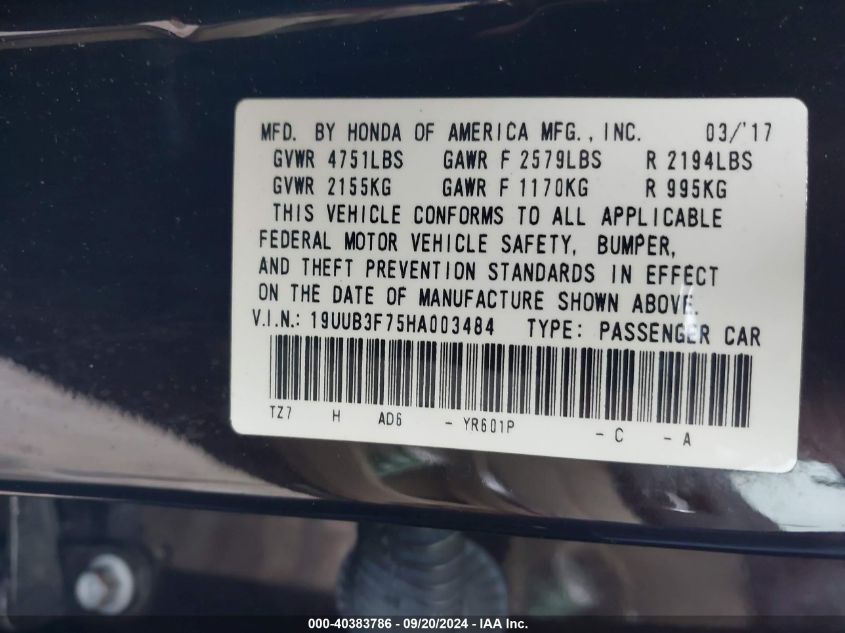 MFD. BY HONDA OF AMERICA MFG., INC. 03/'17
GVWR 4751LBS GAWR F 2579LBS R 2194LBS
GVWR 2155KG GAWR F 1170KG R 995KG
THIS VEHICLE CONFORMS TO ALL APPLICABLE
FEDERAL MOTOR VEHICLE SAFETY, BUMPER,
AND THEFT PREVENTION STANDARDS IN EFFECT
ON THE DATE OF MANUFACTURE SHOWN ABOVE.
V.I.N.: 19UUB3F75HA003484 TYPE: PASSENGER CAR
TZ7 H AD6 - YR601P - C - A
000-40383786 - 09/20/2024 - IAA Inc.